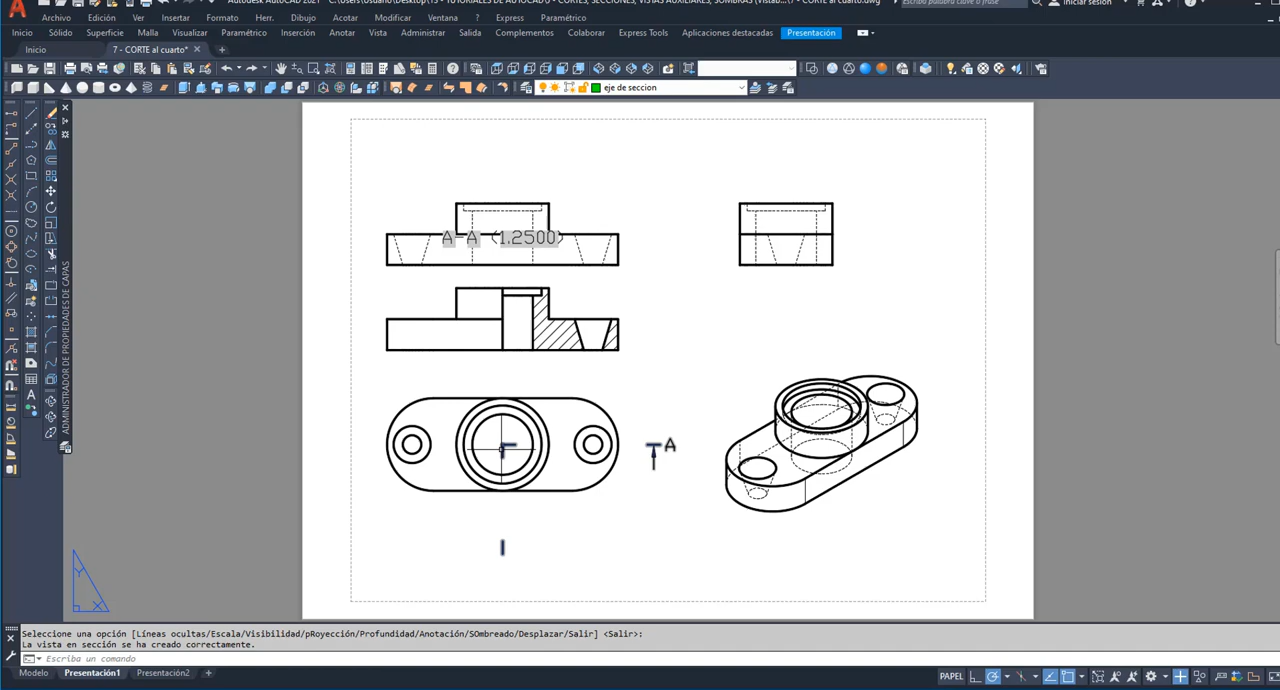 Autodesk AutoCAD 2021
Iniciar sesión
Archivo Edición Ver Insertar Formato Herr. Dibujo Acotar Modificar Ventana ? Express Paramétrico
Inicio Sólido Superficie Malla Visualizar Paramétrico Inserción Anotar Vista Administrar Salida Complementos Colaborar Express Tools Aplicaciones destacadas Presentación
Inicio 7 - CORTE al cuarto*
eje de seccion
ADMINISTRADOR DE PROPIEDADES DE CAPAS
A-A (1.2500)
A
Y
X
Seleccione una opción [Líneas ocultas/Escala/Visibilidad/pRoyección/Profundidad/Anotación/SOmbreado/Desplazar/Salir] <Salir>:
La vista en sección se ha creado correctamente.
Escriba un comando
Modelo Presentación1 Presentación2 +
PAPEL